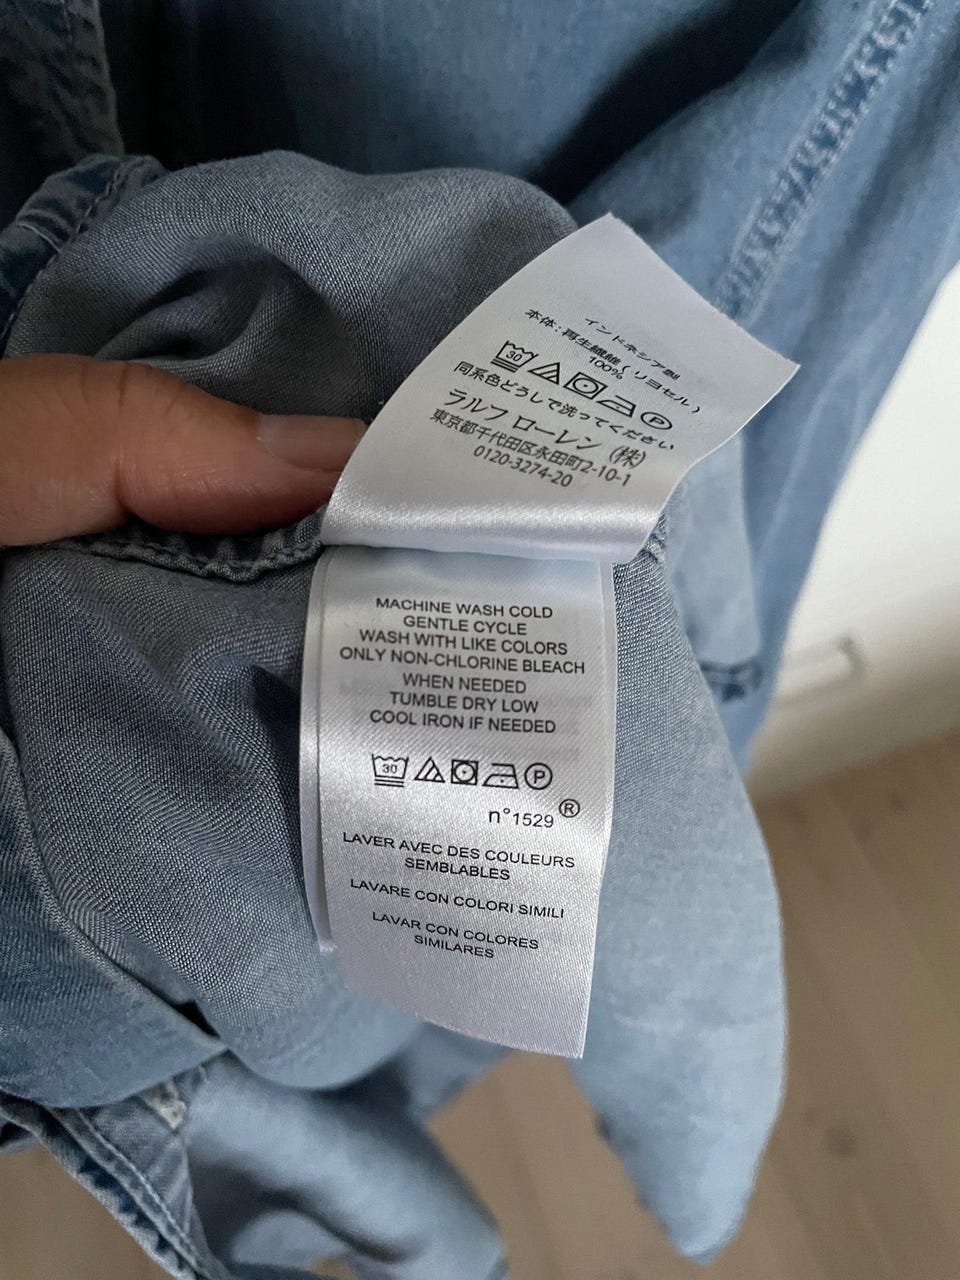 インドネシア製
本体:再生繊維(リヨセル)
100%
30 P
同系色どうしで洗ってください
ラルフ ローレン (株)
東京都千代田区永田町2-10-1
0120-3274-20
MACHINE WASH COLD
GENTLE CYCLE
WASH WITH LIKE COLORS
ONLY NON-CHLORINE BLEACH
WHEN NEEDED
TUMBLE DRY LOW
COOL IRON IF NEEDED
30 P
n°1529®
LAVER AVEC DES COULEURS
SEMBLABLES
LAVARE CON COLORI SIMILI
LAVAR CON COLORES
SIMILARES